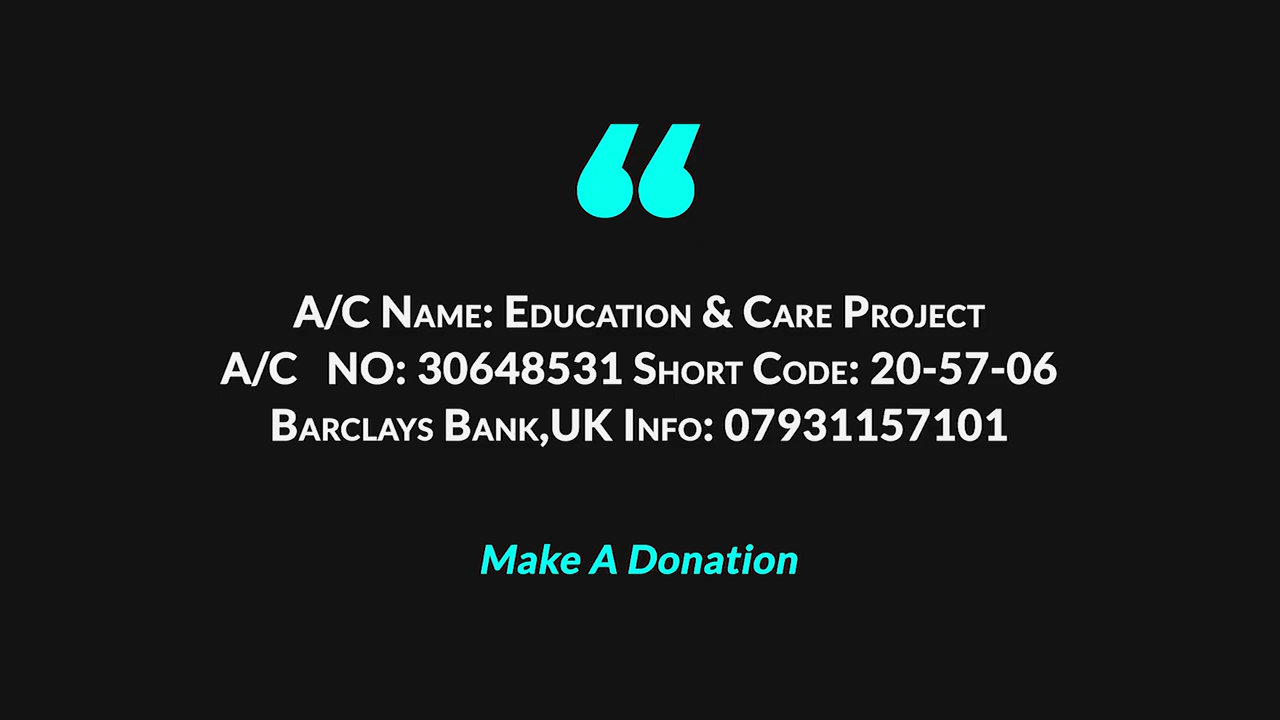 “
A/C Name: Education & Care Project
A/C NO: 30648531 Short Code: 20-57-06
Barclays Bank,UK Info: 07931157101
Make A Donation